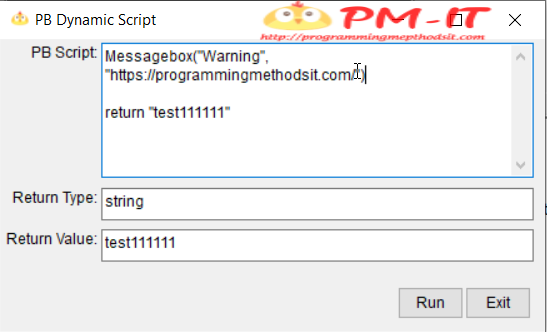 PB Dynamic Script
PM-IT
http://programmingmepthodsit.com/
PB Script:
Messagebox("Warning",
"https://programmingmethodsit.com/")
return "test111111"
Return Type:
string
Return Value:
test111111
Run
Exit